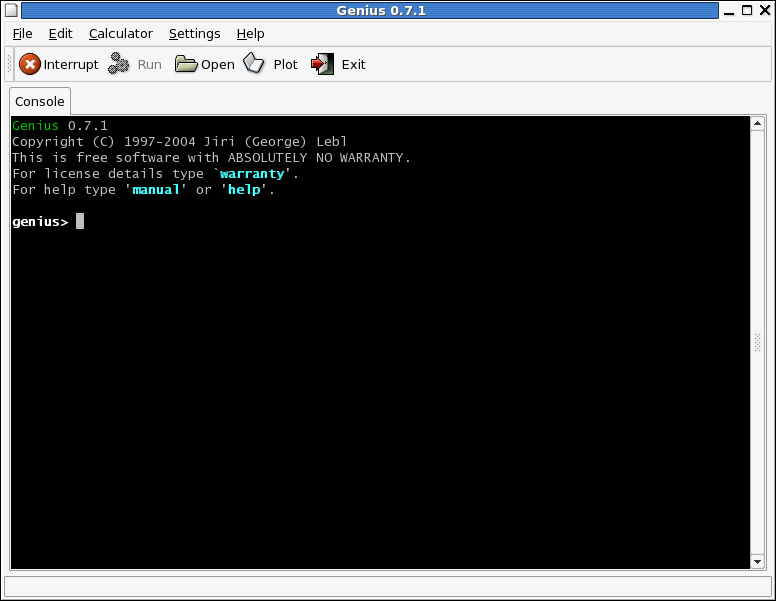 Genius 0.7.1
File Edit Calculator Settings Help
Interrupt Run Open Plot Exit
Console
Genius 0.7.1
Copyright (C) 1997-2004 Jiri (George) Lebl
This is free software with ABSOLUTELY NO WARRANTY.
For license details type `warranty'.
For help type 'manual' or 'help'.
genius>